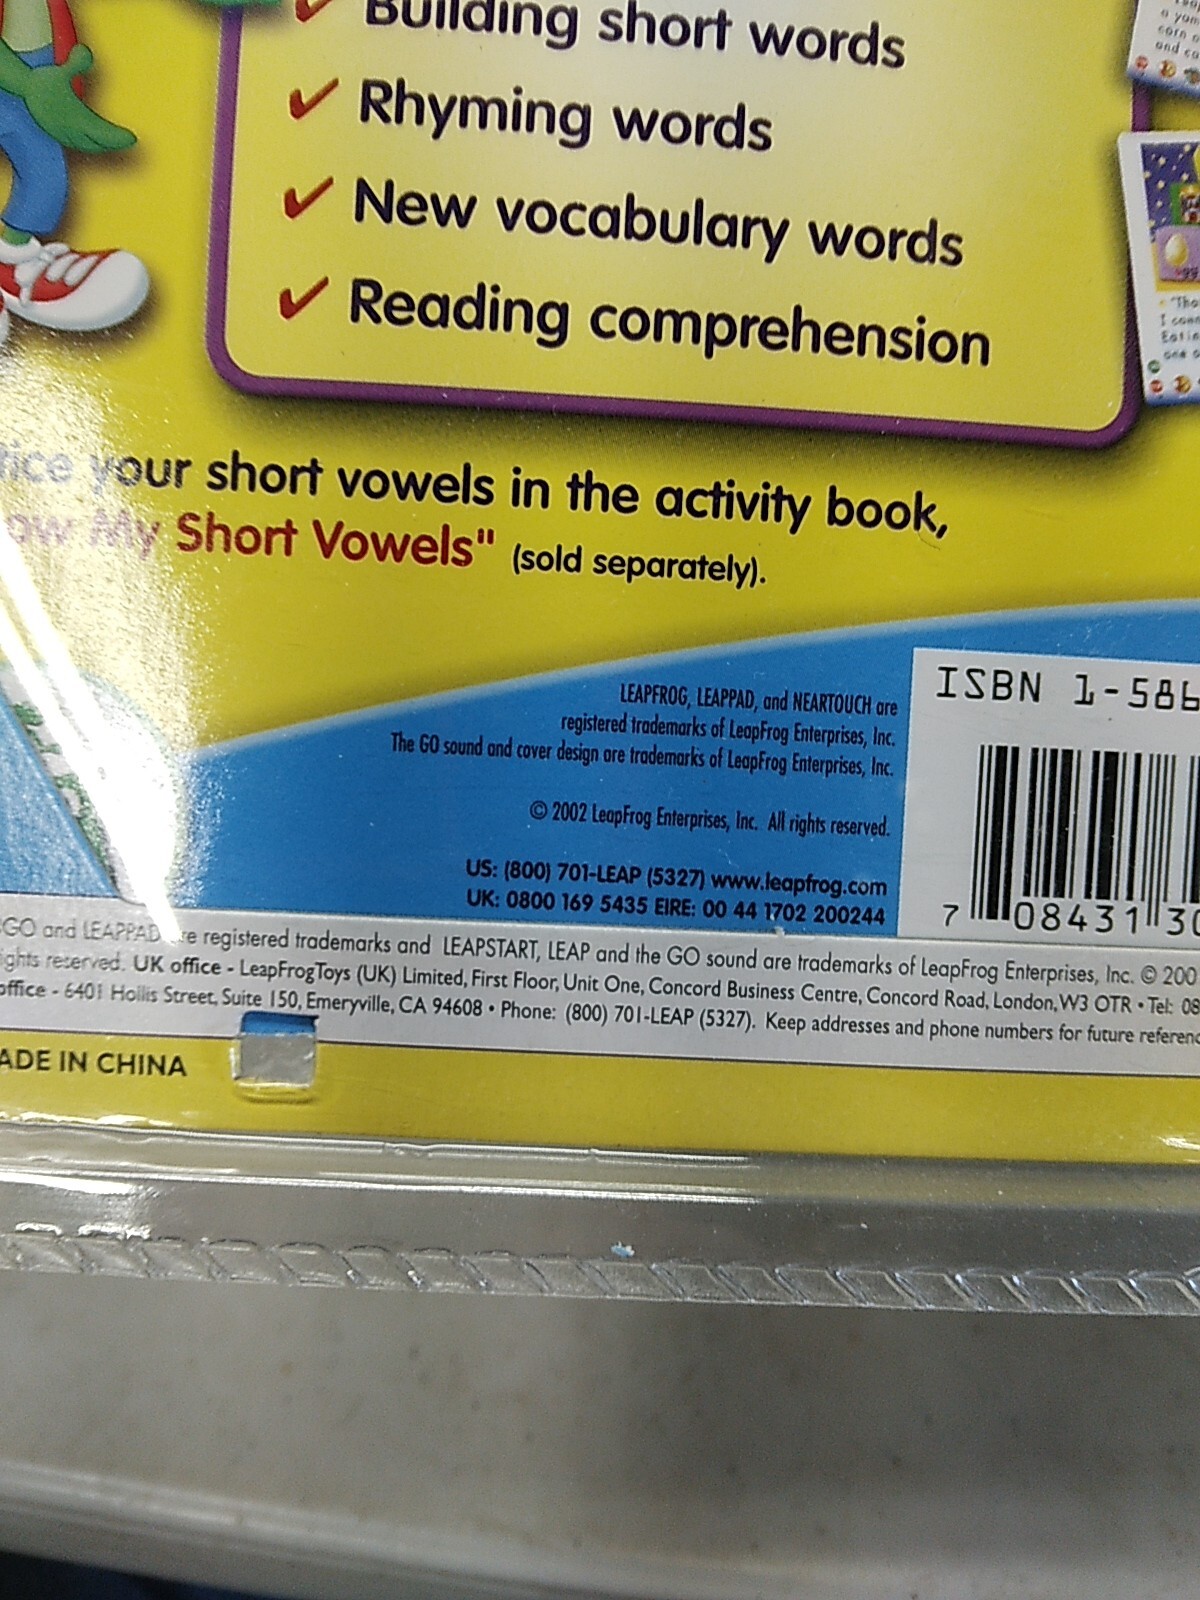 Building short words
✓ Rhyming words
✓ New vocabulary words
✓ Reading comprehension
your short vowels in the activity book,
My Short Vowels" (sold separately).
LEAPFROG, LEAPPAD, and NEARTOUCH are
registered trademarks of LeapFrog Enterprises, Inc.
The GO sound and cover design are trademarks of LeapFrog Enterprises, Inc.
© 2002 LeapFrog Enterprises, Inc. All rights reserved.
US: (800) 701-LEAP (5327) www.leapfrog.com
UK: 0800 169 5435 EIRE: 00 44 1702 200244
ISBN 1-586
7 08431 30
and LEAPPAD are registered trademarks and LEAPSTART, LEAP and the GO sound are trademarks of LeapFrog Enterprises, Inc. © 200
reserved. UK office - LeapFrogToys (UK) Limited, First Floor, Unit One, Concord Business Centre, Concord Road, London, W3 OTR • Tel: 08
office - 6401 Hollis Street, Suite 150, Emeryville, CA 94608 • Phone: (800) 701-LEAP (5327). Keep addresses and phone numbers for future
IN CHINA